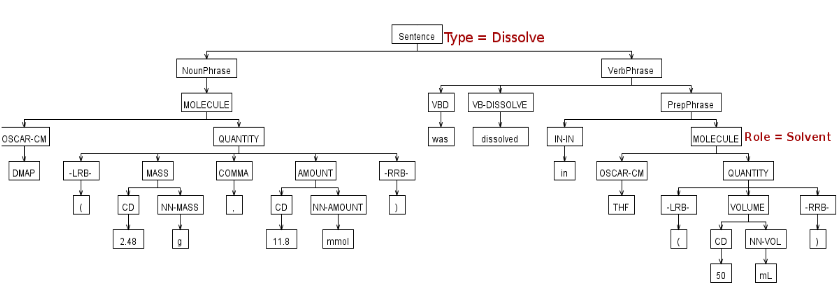 Sentence Type = Dissolve
NounPhrase VerbPhrase
MOLECULE VBD VB-DISSOLVE PrepPhrase
OSCAR-CM QUANTITY was dissolved IN-IN MOLECULE Role = Solvent
DMAP -LRB- MASS COMMA AMOUNT -RRB- in OSCAR-CM QUANTITY
( CD NN-MASS , CD NN-AMOUNT ) THF -LRB- VOLUME -RRB-
2.48 g 11.8 mmol ( CD NN-VOL )
50 mL